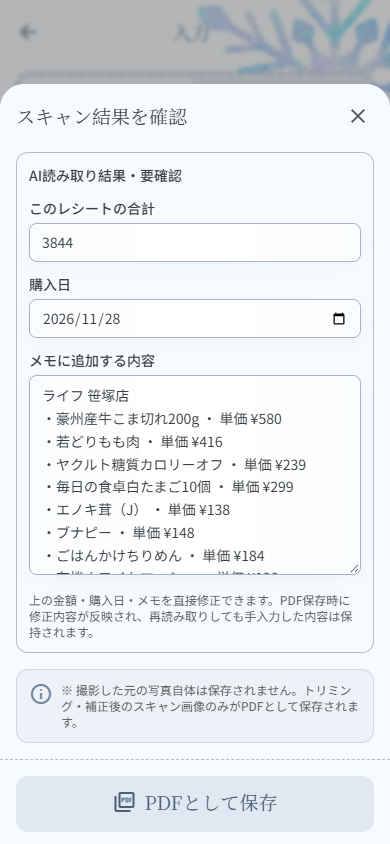 入力
スキャン結果を確認
AI読み取り結果・要確認
このレシートの合計
3844
購入日
2026/11/28
メモに追加する内容
ライフ 笹塚店
・豪州産牛こま切れ200g ・ 単価 ¥580
・若どりもも肉 ・ 単価 ¥416
・ヤクルト糖質カロリーオフ ・ 単価 ¥239
・毎日の食卓白たまご10個 ・ 単価 ¥299
・エノキ茸（J） ・ 単価 ¥138
・ブナピー ・ 単価 ¥148
・ごはんかけちりめん ・ 単価 ¥184
上の金額・購入日・メモを直接修正できます。PDF保存時に
修正内容が反映され、再読み取りしても手入力した内容は保
持されます。
※ 撮影した元の写真自体は保存されません。トリミン
グ・補正後のスキャン画像のみがPDFとして保存されま
す。
PDF
PDFとして保存